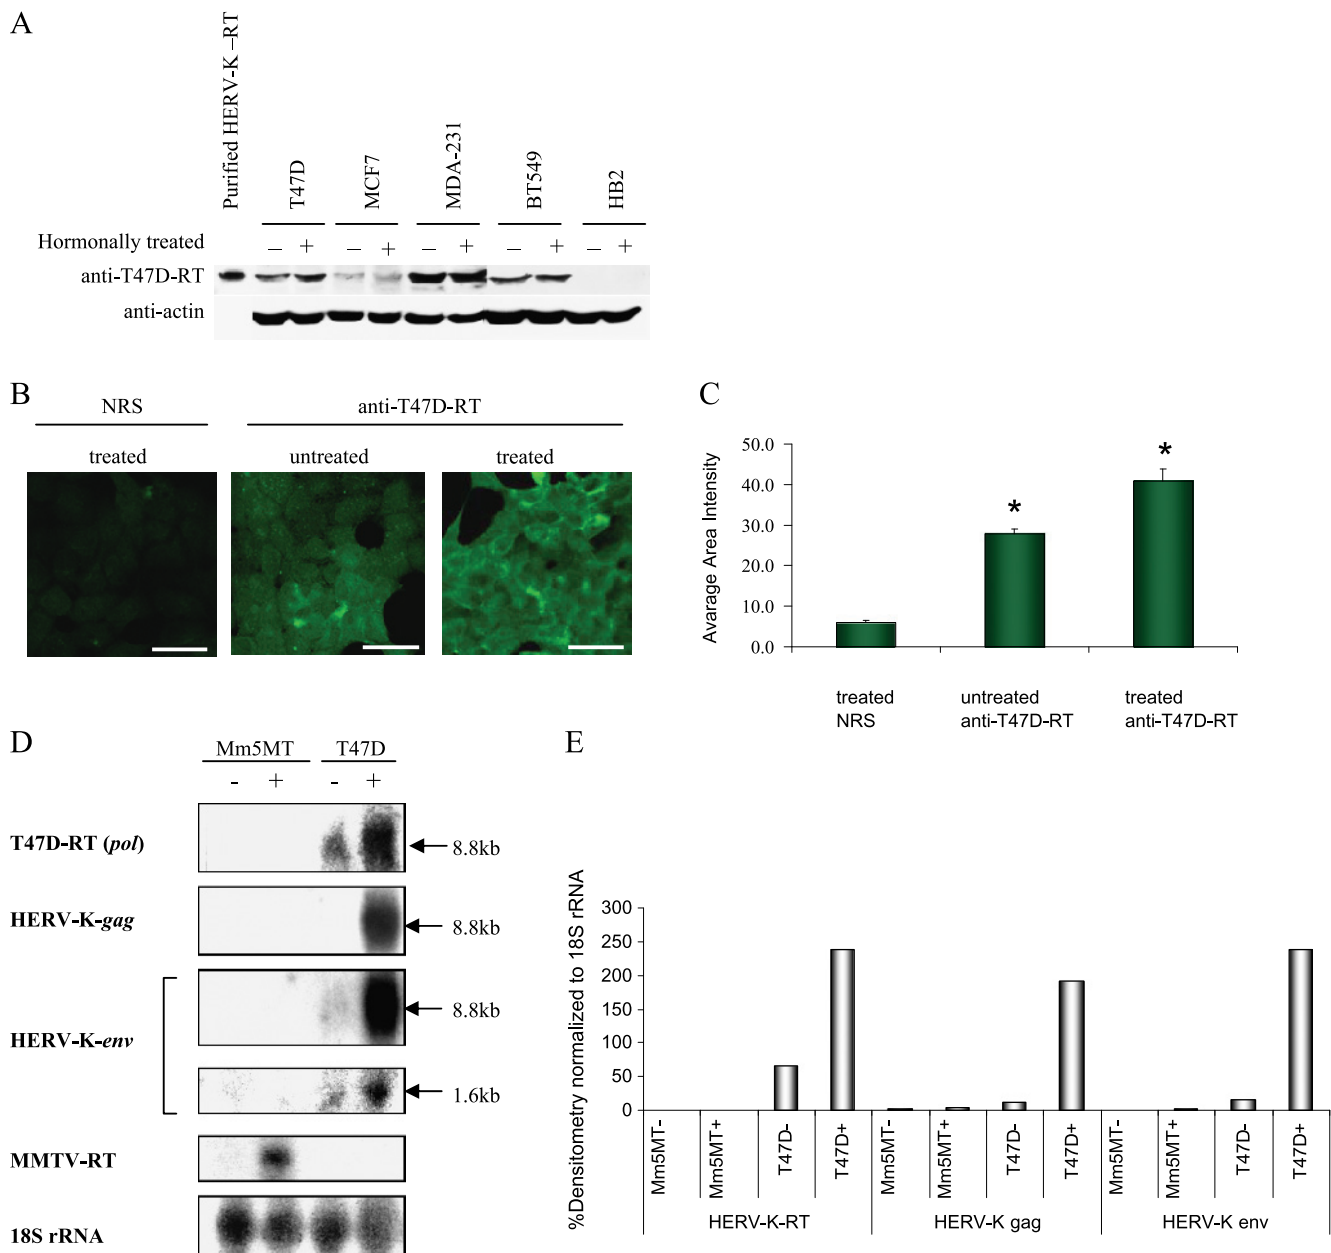 A
Purified HERV-K –RT
T47D
MCF7
MDA-231
BT549
HB2
Hormonally treated
– + – + – + – + – +
anti-T47D-RT
anti-actin
B
NRS
anti-T47D-RT
treated
untreated
treated
C
Avarage Area Intensity
50.0
40.0
30.0
20.0
10.0
0.0
*
*
treated
NRS
untreated
anti-T47D-RT
treated
anti-T47D-RT
D
Mm5MT
T47D
- + - +
T47D-RT (pol)
8.8kb
HERV-K-gag
8.8kb
HERV-K-env
8.8kb
1.6kb
MMTV-RT
18S rRNA
E
%Densitometry normalized to 18S rRNA
300
250
200
150
100
50
0
Mm5MT-
Mm5MT+
T47D-
T47D+
Mm5MT-
Mm5MT+
T47D-
T47D+
Mm5MT-
Mm5MT+
T47D-
T47D+
HERV-K-RT
HERV-K gag
HERV-K env